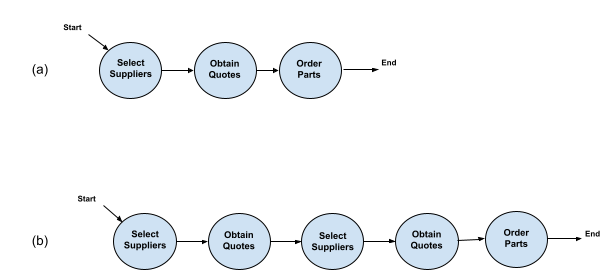 Start
(a)
Select
Suppliers
Obtain
Quotes
Order
Parts
End
Start
(b)
Select
Suppliers
Obtain
Quotes
Select
Suppliers
Obtain
Quotes
Order
Parts
End